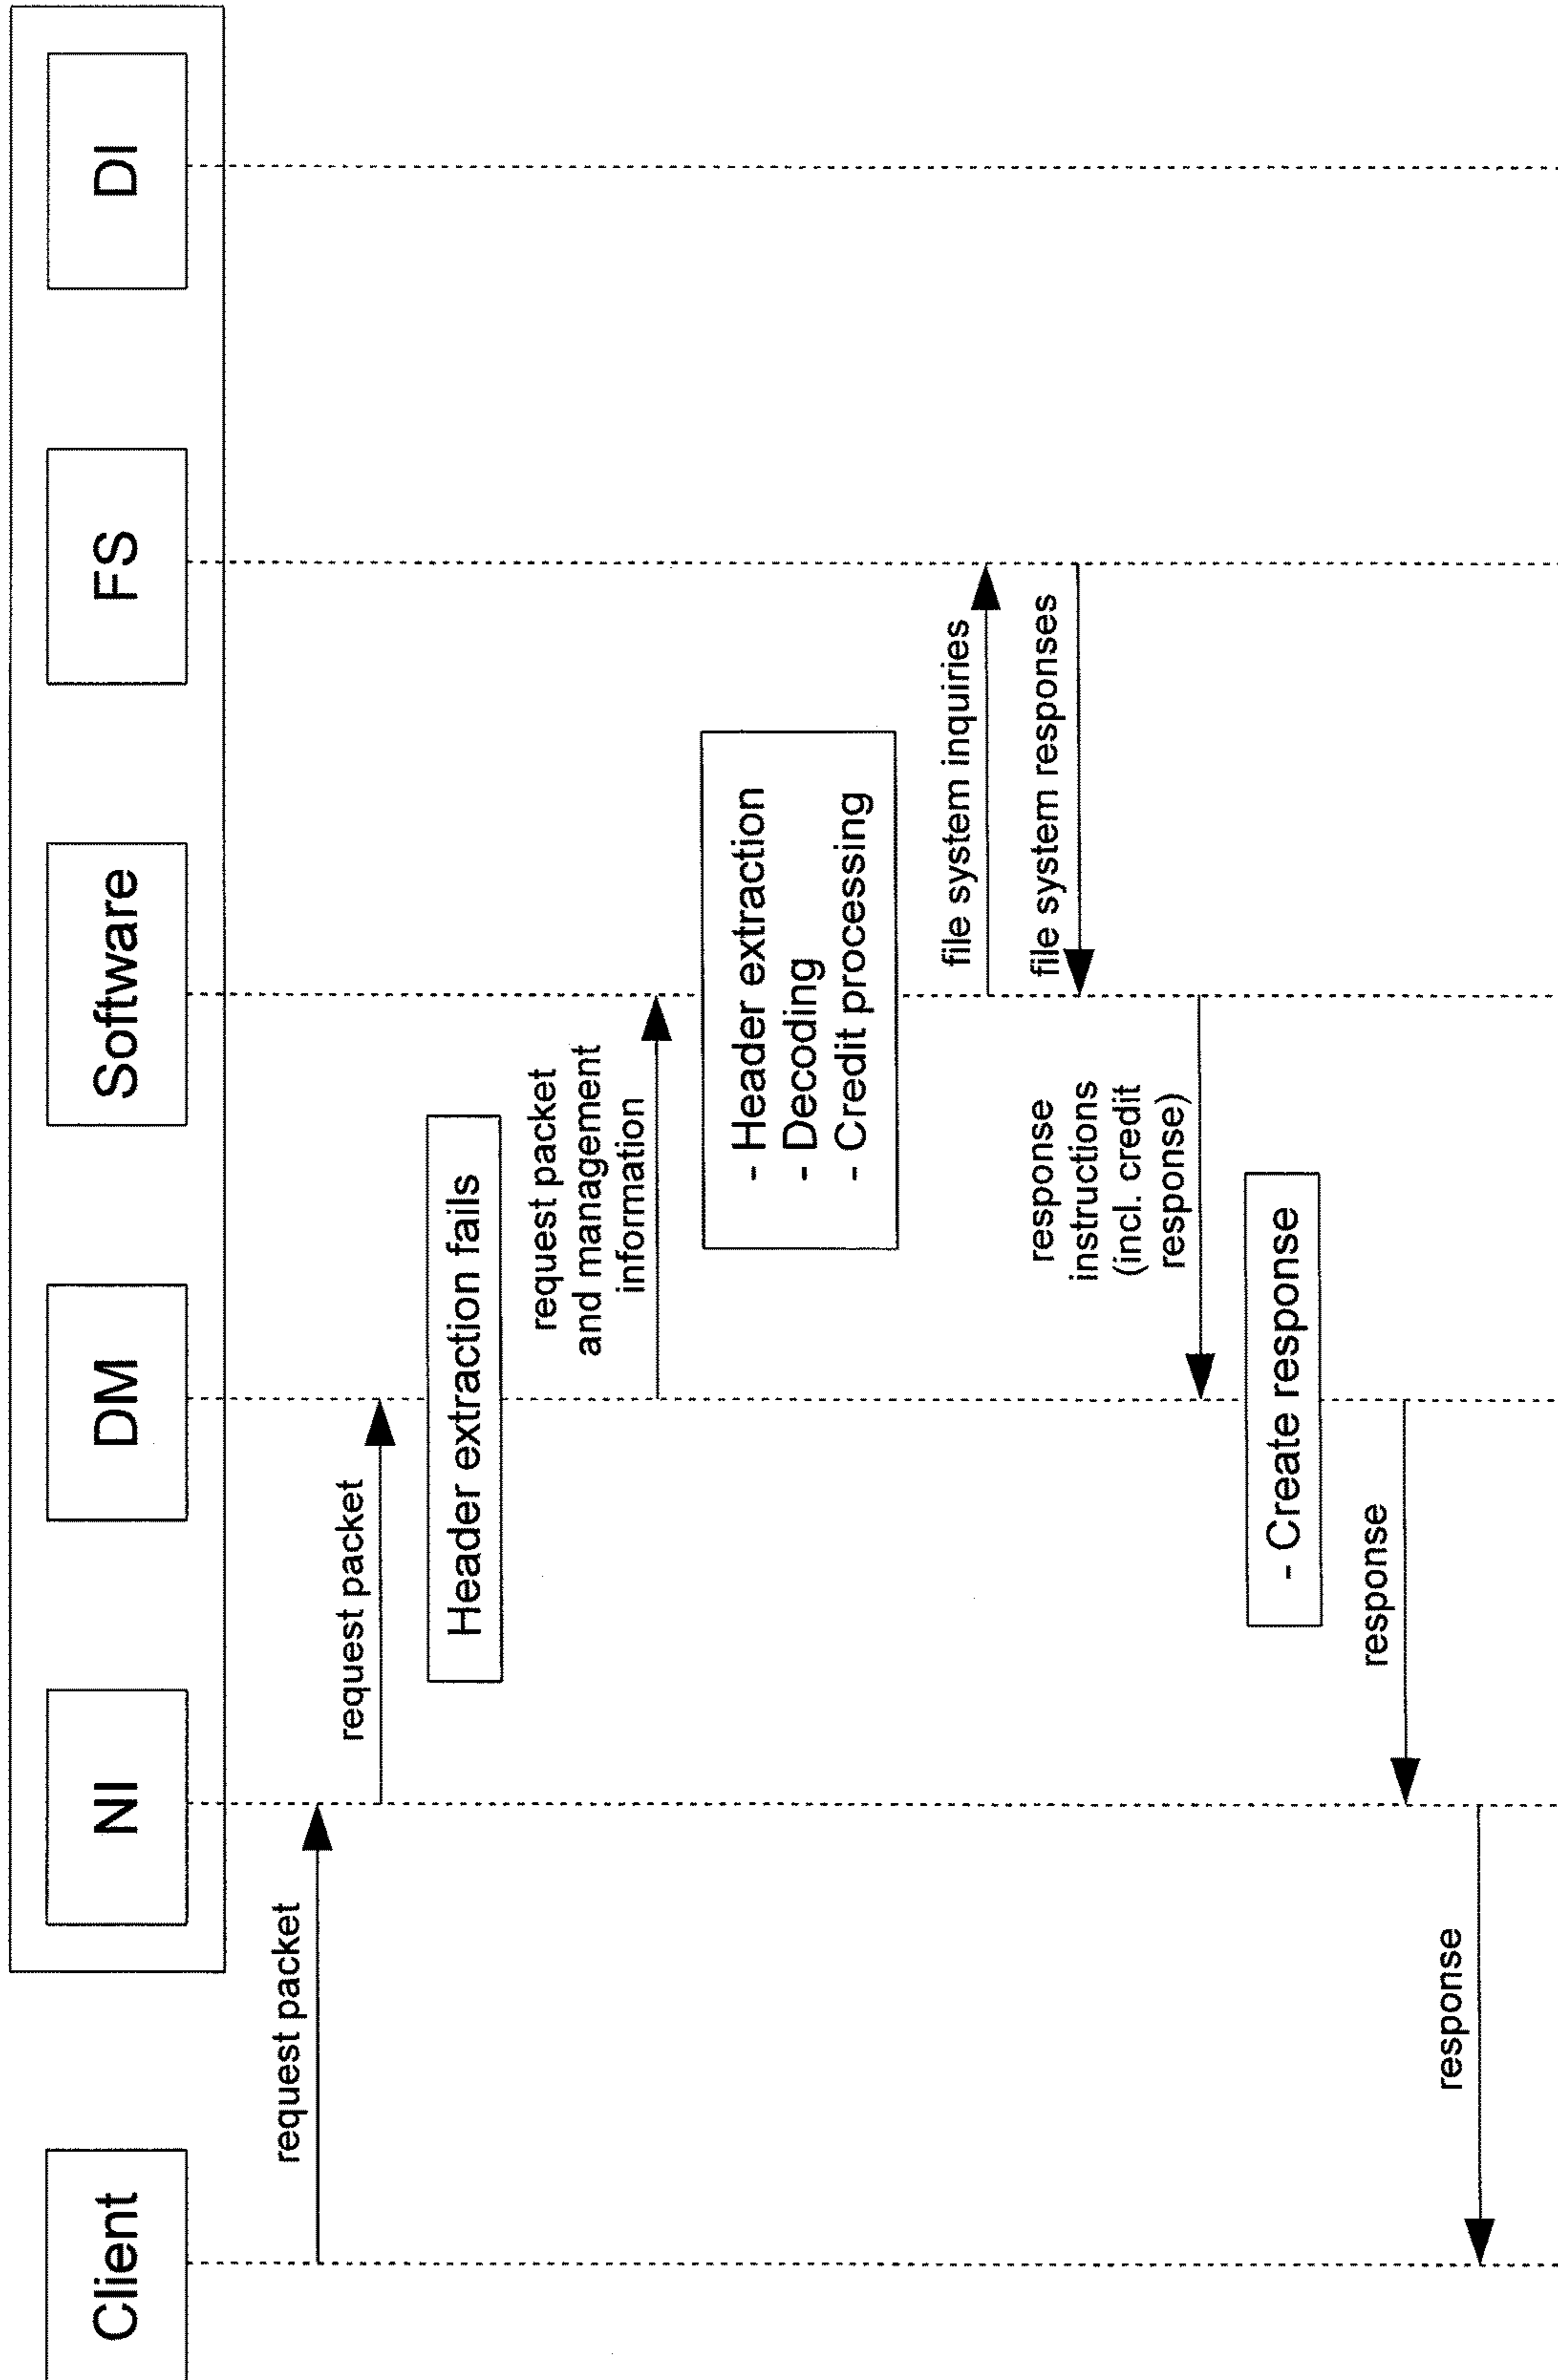 Client
NI
DM
Software
FS
DI
request packet
request packet
Header extraction fails
request packet
and management
information
- Header extraction
- Decoding
- Credit processing
file system inquiries
file system responses
response
instructions
(incl. credit
response)
- Create response
response
response